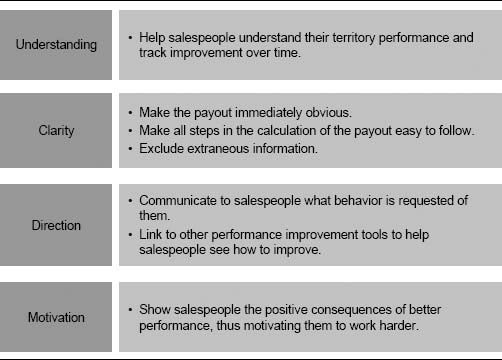 Understanding
• Help salespeople understand their territory performance and
track improvement over time.
Clarity
• Make the payout immediately obvious.
• Make all steps in the calculation of the payout easy to follow.
• Exclude extraneous information.
Direction
• Communicate to salespeople what behavior is requested of
them.
• Link to other performance improvement tools to help
salespeople see how to improve.
Motivation
• Show salespeople the positive consequences of better
performance, thus motivating them to work harder.